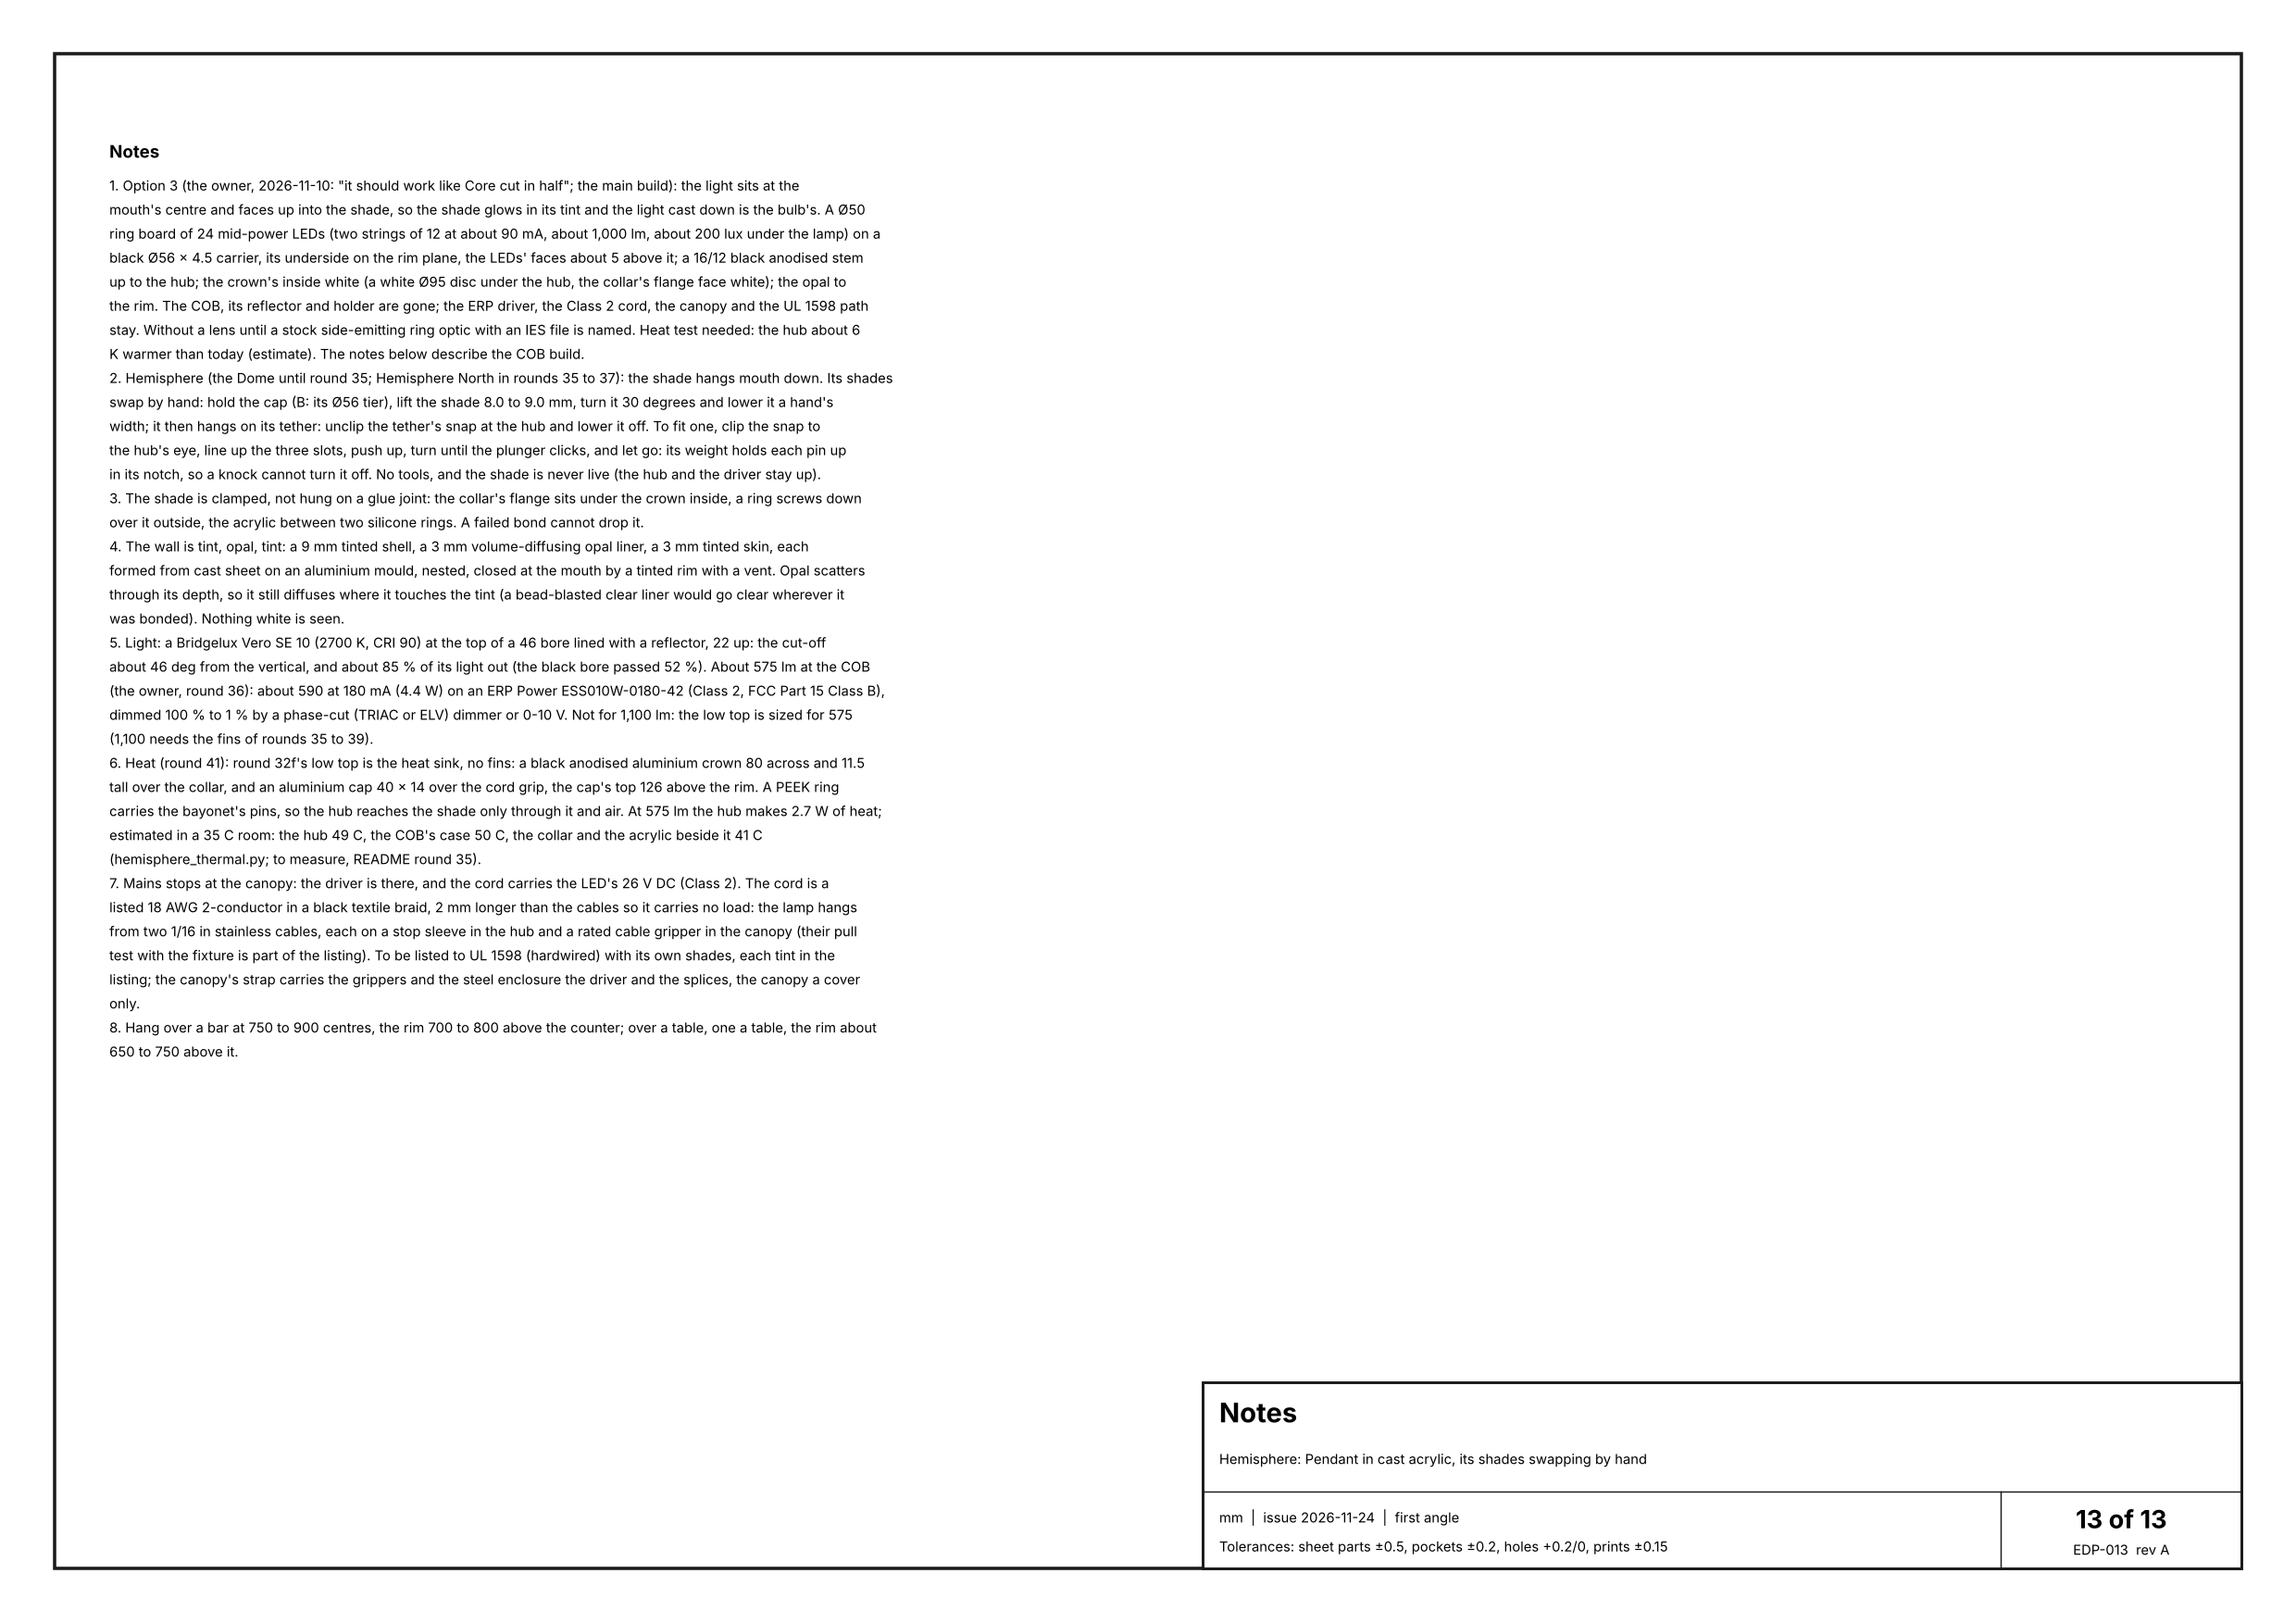 Notes
1. Option 3 (the owner, 2026-11-10: "it should work like Core cut in half"; the main build): the light sits at the
mouth's centre and faces up into the shade, so the shade glows in its tint and the light cast down is the bulb's. A Ø50
ring board of 24 mid-power LEDs (two strings of 12 at about 90 mA, about 1,000 lm, about 200 lux under the lamp) on a
black Ø56 × 4.5 carrier, its underside on the rim plane, the LEDs' faces about 5 above it; a 16/12 black anodised stem
up to the hub; the crown's inside white (a white Ø95 disc under the hub, the collar's flange face white); the opal to
the rim. The COB, its reflector and holder are gone; the ERP driver, the Class 2 cord, the canopy and the UL 1598 path
stay. Without a lens until a stock side-emitting ring optic with an IES file is named. Heat test needed: the hub about 6
K warmer than today (estimate). The notes below describe the COB build.
2. Hemisphere (the Dome until round 35; Hemisphere North in rounds 35 to 37): the shade hangs mouth down. Its shades
swap by hand: hold the cap (B: its Ø56 tier), lift the shade 8.0 to 9.0 mm, turn it 30 degrees and lower it a hand's
width; it then hangs on its tether: unclip the tether's snap at the hub and lower it off. To fit one, clip the snap to
the hub's eye, line up the three slots, push up, turn until the plunger clicks, and let go: its weight holds each pin up
in its notch, so a knock cannot turn it off. No tools, and the shade is never live (the hub and the driver stay up).
3. The shade is clamped, not hung on a glue joint: the collar's flange sits under the crown inside, a ring screws down
over it outside, the acrylic between two silicone rings. A failed bond cannot drop it.
4. The wall is tint, opal, tint: a 9 mm tinted shell, a 3 mm volume-diffusing opal liner, a 3 mm tinted skin, each
formed from cast sheet on an aluminium mould, nested, closed at the mouth by a tinted rim with a vent. Opal scatters
through its depth, so it still diffuses where it touches the tint (a bead-blasted clear liner would go clear wherever it
was bonded). Nothing white is seen.
5. Light: a Bridgelux Vero SE 10 (2700 K, CRI 90) at the top of a 46 bore lined with a reflector, 22 up: the cut-off
about 46 deg from the vertical, and about 85 % of its light out (the black bore passed 52 %). About 575 lm at the COB
(the owner, round 36): about 590 at 180 mA (4.4 W) on an ERP Power ESS010W-0180-42 (Class 2, FCC Part 15 Class B),
dimmed 100 % to 1 % by a phase-cut (TRIAC or ELV) dimmer or 0-10 V. Not for 1,100 lm: the low top is sized for 575
(1,100 needs the fins of rounds 35 to 39).
6. Heat (round 41): round 32f's low top is the heat sink, no fins: a black anodised aluminium crown 80 across and 11.5
tall over the collar, and an aluminium cap 40 × 14 over the cord grip, the cap's top 126 above the rim. A PEEK ring
carries the bayonet's pins, so the hub reaches the shade only through it and air. At 575 lm the hub makes 2.7 W of heat;
estimated in a 35 C room: the hub 49 C, the COB's case 50 C, the collar and the acrylic beside it 41 C
(hemisphere_thermal.py; to measure, README round 35).
7. Mains stops at the canopy: the driver is there, and the cord carries the LED's 26 V DC (Class 2). The cord is a
listed 18 AWG 2-conductor in a black textile braid, 2 mm longer than the cables so it carries no load: the lamp hangs
from two 1/16 in stainless cables, each on a stop sleeve in the hub and a rated cable gripper in the canopy (their pull
test with the fixture is part of the listing). To be listed to UL 1598 (hardwired) with its own shades, each tint in the
listing; the canopy's strap carries the grippers and the steel enclosure the driver and the splices, the canopy a cover
only.
8. Hang over a bar at 750 to 900 centres, the rim 700 to 800 above the counter; over a table, one a table, the rim about
650 to 750 above it.
Notes
Hemisphere: Pendant in cast acrylic, its shades swapping by hand
mm | issue 2026-11-24 | first angle
Tolerances: sheet parts ±0.5, pockets ±0.2, holes +0.2/0, prints ±0.15
13 of 13
EDP-013 rev A